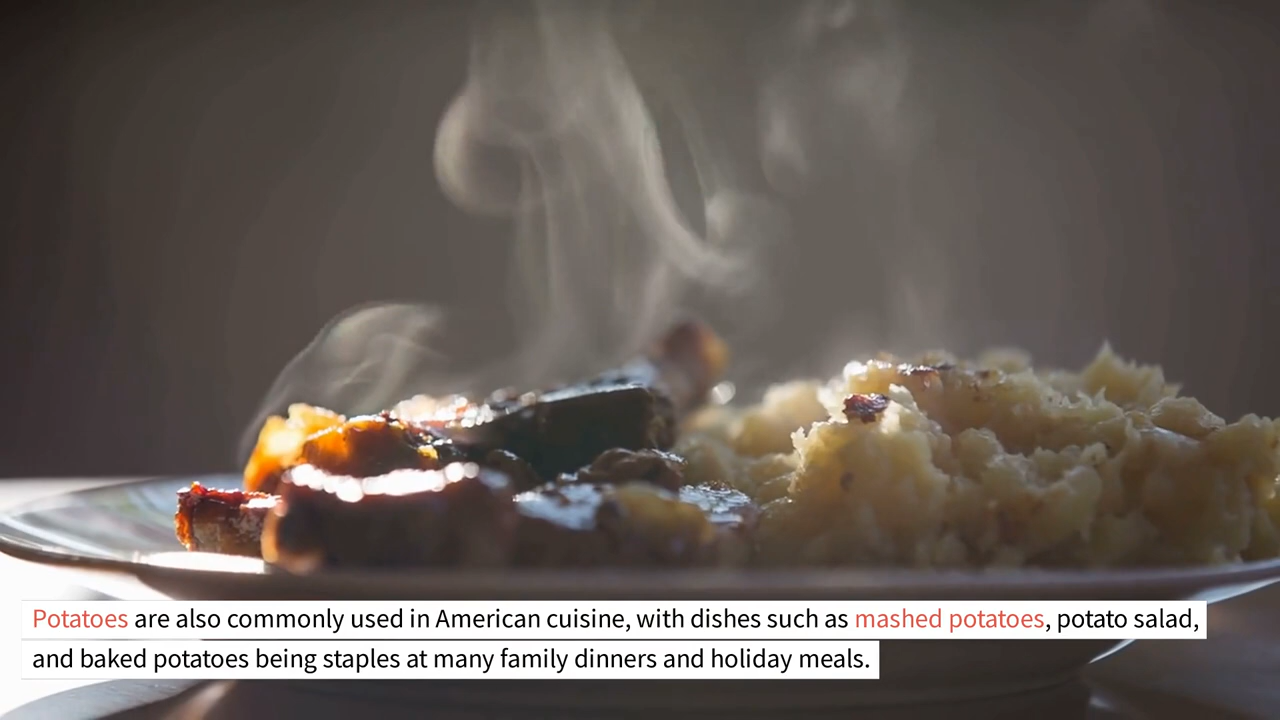 Potatoes are also commonly used in American cuisine, with dishes such as mashed potatoes, potato salad,
and baked potatoes being staples at many family dinners and holiday meals.